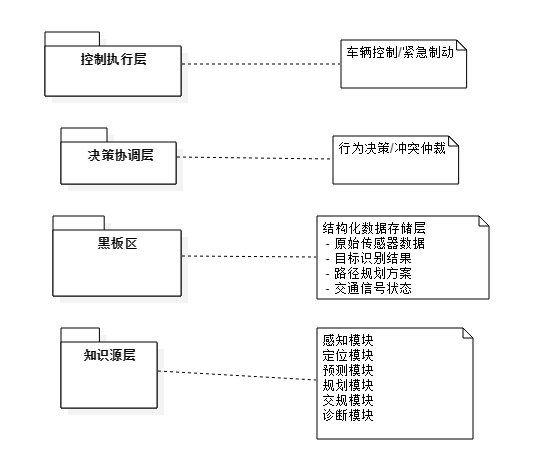 控制执行层
车辆控制/紧急制动
决策协调层
行为决策/冲突仲裁
黑板区
结构化数据存储层
- 原始传感器数据
- 目标识别结果
- 路径规划方案
- 交通信号状态
知识源层
感知模块
定位模块
预测模块
规划模块
交规模块
诊断模块